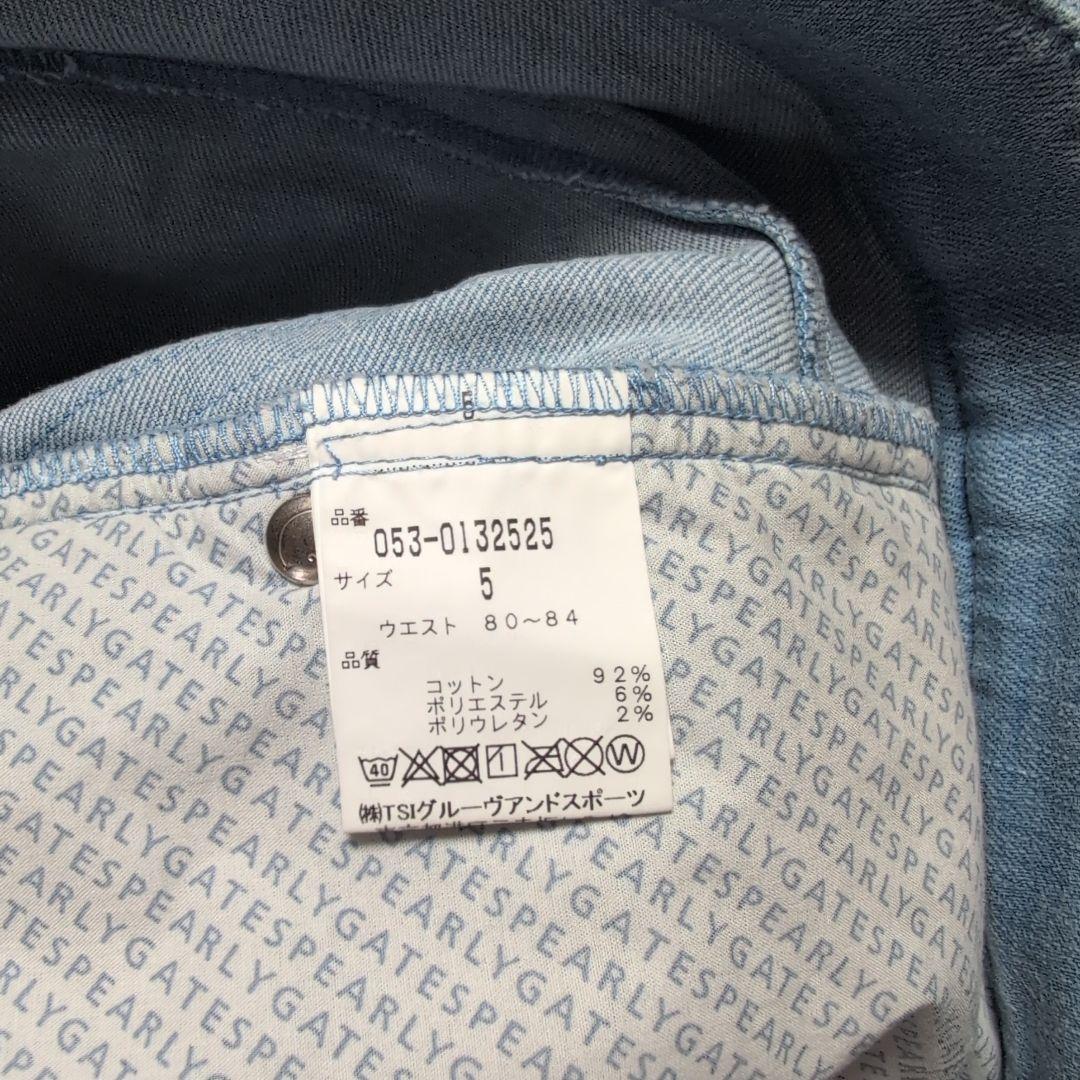 品番
053-0132525
サイズ 5
ウエスト 80～84
品質
コットン 92%
ポリエステル 6%
ポリウレタン 2%
40 1 W
㈱TSIグルーヴアンドスポーツ
PEARLYGATES